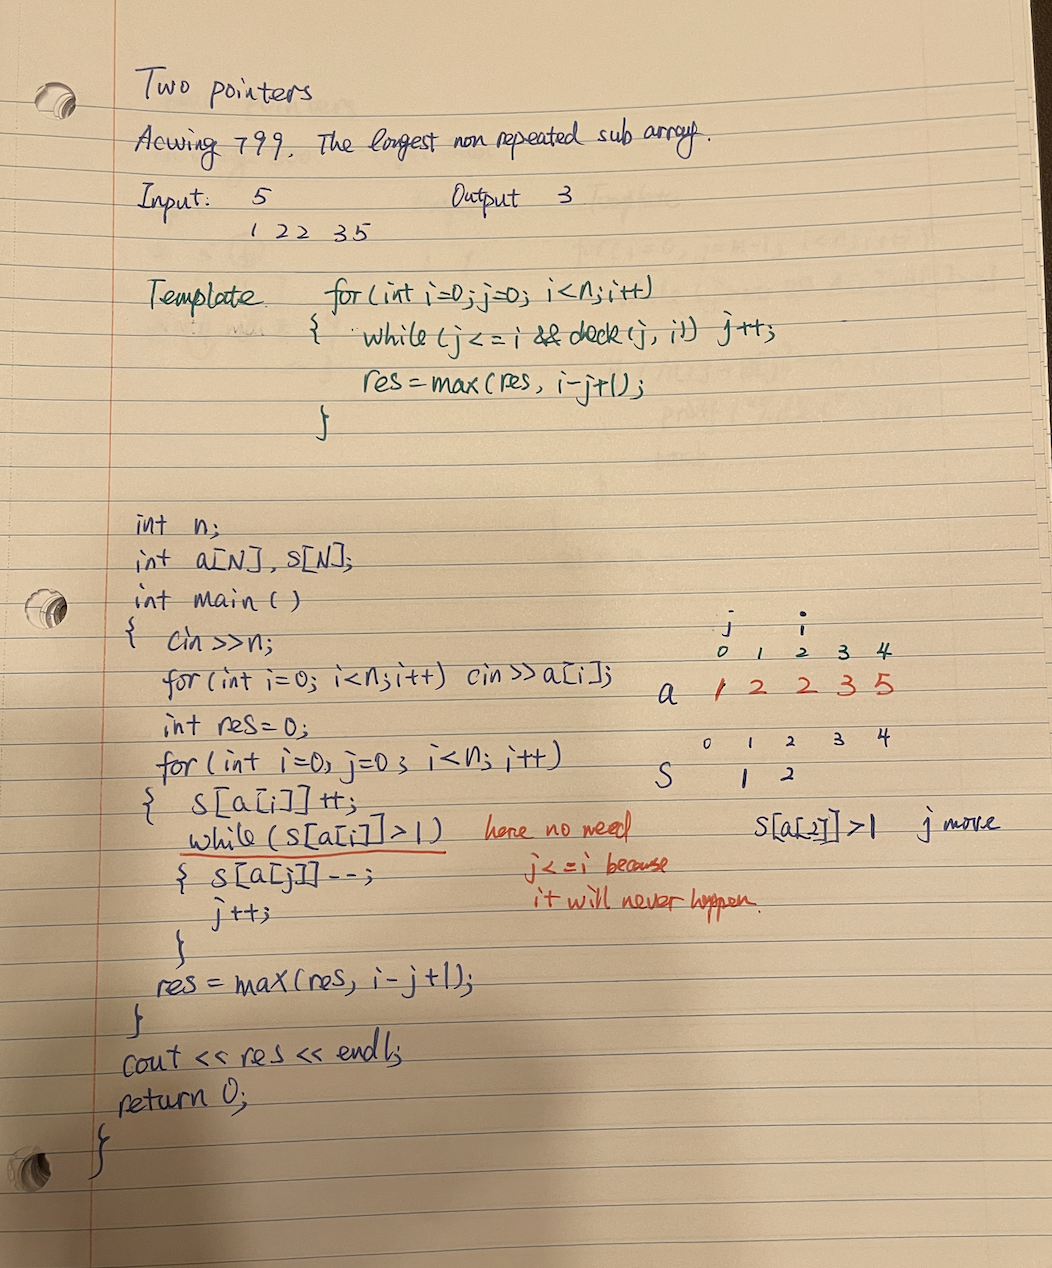 Two pointers
Acwing 799. The longest non repeated sub array.
Input: 5 Output 3
1 2 2 3 5
Template for(int i=0; j=0; i<n; i++)
{ while(j<=i && check(j, i)) j++;
res=max(res, i-j+1);
}
int n;
int a[N], S[N];
int main()
{ cin>>n;
for(int i=0; i<n; i++) cin>>a[i];
int res=0;
for(int i=0, j=0; i<n; i++)
{ S[a[i]]++;
while(S[a[i]]>1) here no need
{ S[a[j]]--; j<=i because
j++; it will never happen.
}
res=max(res, i-j+1);
}
cout << res << endl;
return 0;
}
j i
0 1 2 3 4
a 1 2 2 3 5
0 1 2 3 4
S 1 2
S[a[2]]>1 j move